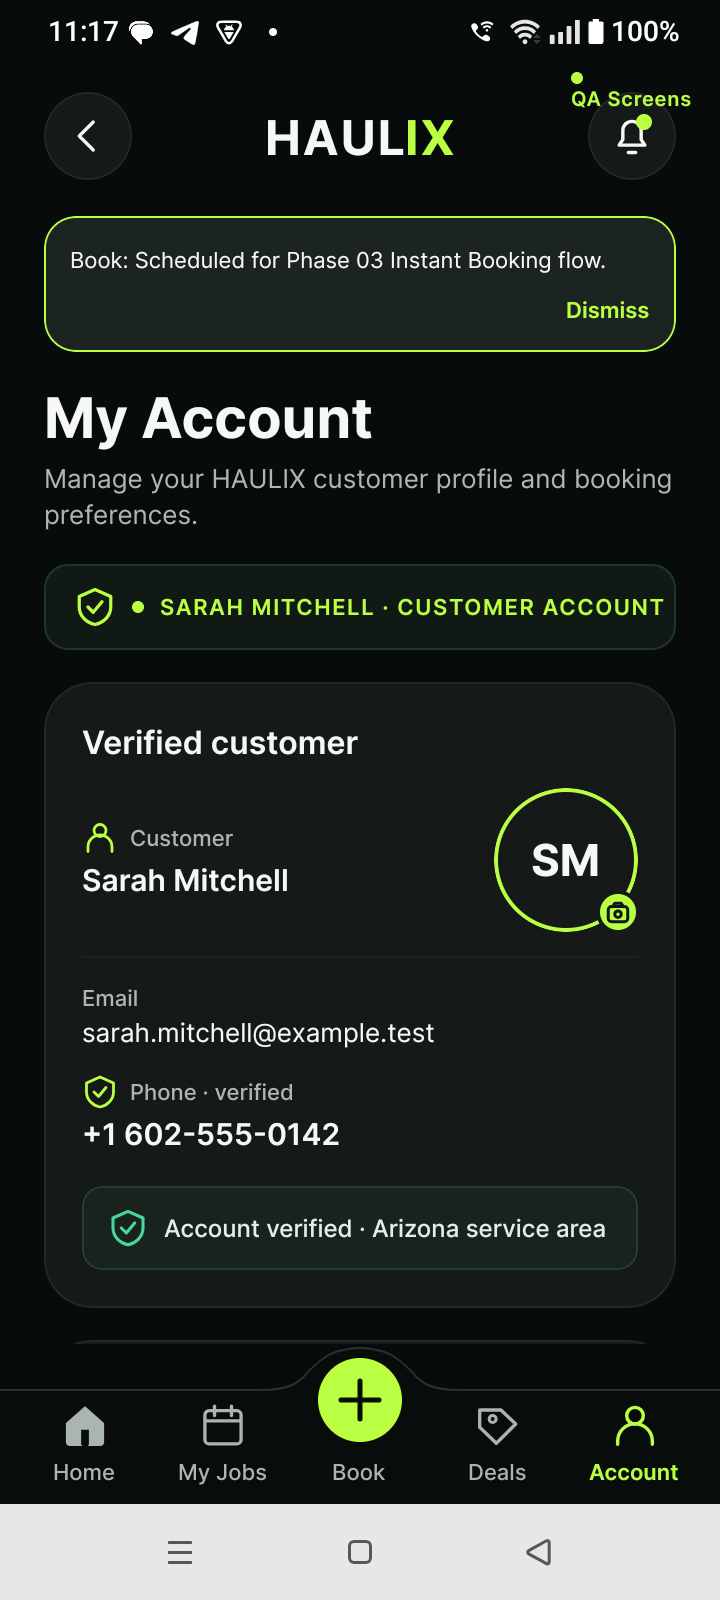 11:17
100%
QA Screens
HAULIX
Book: Scheduled for Phase 03 Instant Booking flow.
Dismiss
My Account
Manage your HAULIX customer profile and booking
preferences.
SARAH MITCHELL · CUSTOMER ACCOUNT
Verified customer
Customer
Sarah Mitchell
SM
Email
sarah.mitchell@example.test
Phone · verified
+1 602-555-0142
Account verified · Arizona service area
Home
My Jobs
Book
Deals
Account